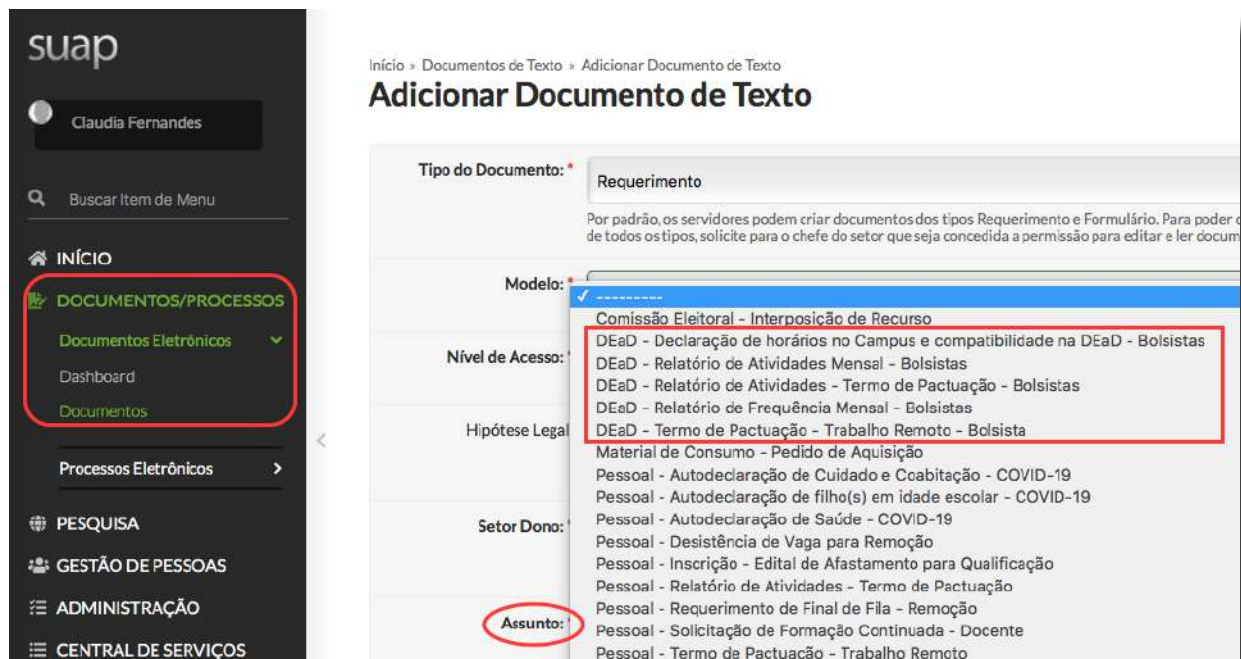 suap
Claudia Fernandes
Buscar Item de Menu
INÍCIO
DOCUMENTOS/PROCESSOS
Documentos Eletrônicos
Dashboard
Documentos
Processos Eletrônicos
PESQUISA
GESTÃO DE PESSOAS
ADMINISTRAÇÃO
CENTRAL DE SERVIÇOS
Início » Documentos de Texto » Adicionar Documento de Texto
Adicionar Documento de Texto
Tipo do Documento: *
Requerimento
Por padrão, os servidores podem criar documentos dos tipos Requerimento e Formulário. Para poder
de todos os tipos, solicite para o chefe do setor que seja concedida a permissão para editar e ler docum
Modelo: *
---------
Comissão Eleitoral - Interposição de Recurso
DEaD - Declaração de horários no Campus e compatibilidade na DEaD - Bolsistas
DEaD - Relatório de Atividades Mensal - Bolsistas
DEaD - Relatório de Atividades - Termo de Pactuação - Bolsistas
DEaD - Relatório de Frequência Mensal - Bolsistas
DEaD - Termo de Pactuação - Trabalho Remoto - Bolsista
Material de Consumo - Pedido de Aquisição
Pessoal - Autodeclaração de Cuidado e Coabitação - COVID-19
Pessoal - Autodeclaração de filho(s) em idade escolar - COVID-19
Pessoal - Autodeclaração de Saúde - COVID-19
Pessoal - Desistência de Vaga para Remoção
Pessoal - Inscrição - Edital de Afastamento para Qualificação
Pessoal - Relatório de Atividades - Termo de Pactuação
Pessoal - Requerimento de Final de Fila - Remoção
Pessoal - Solicitação de Formação Continuada - Docente
Pessoal - Termo de Pactuação - Trabalho Remoto
Nível de Acesso: *
Hipótese Legal
Setor Dono: *
Assunto: *